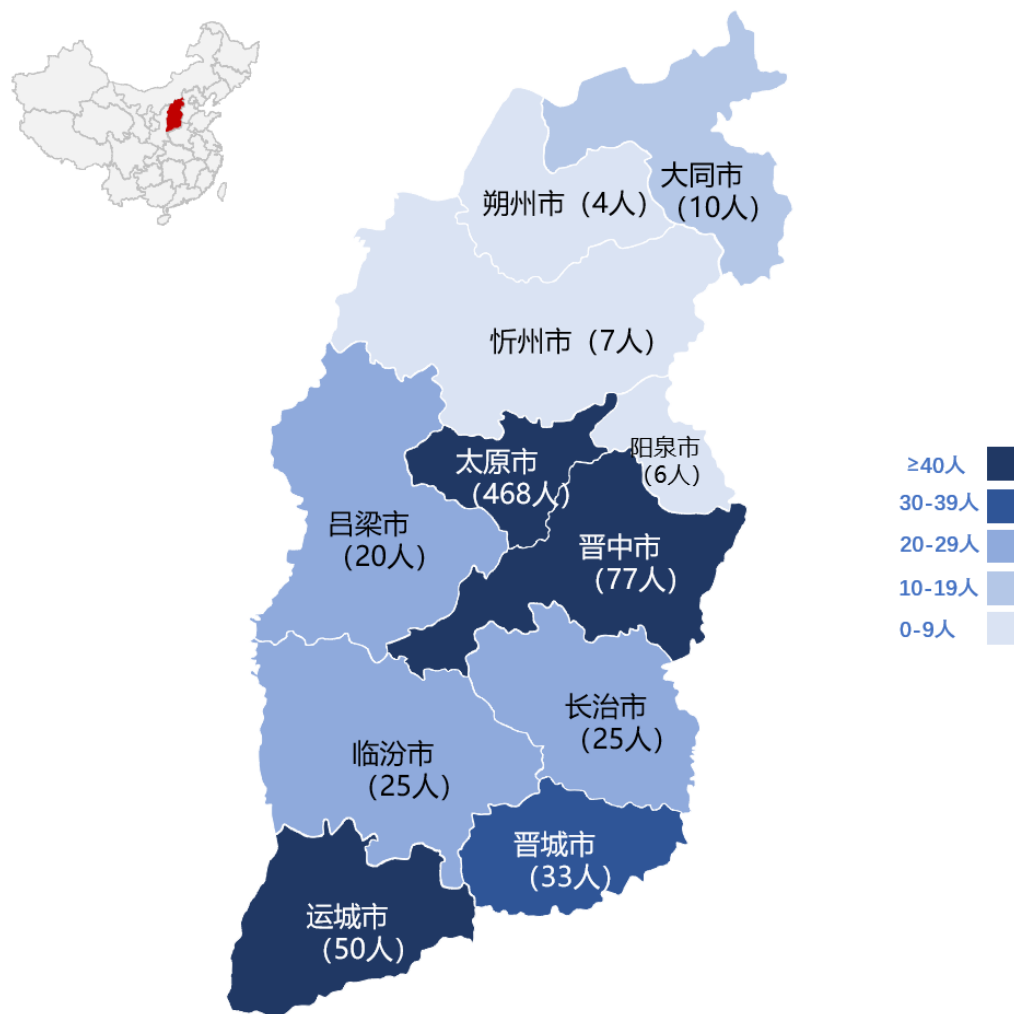 大同市
（10人）
朔州市（4人）
忻州市（7人）
阳泉市
（6人）
太原市
（468人）
吕梁市
（20人）
晋中市
（77人）
长治市
（25人）
临汾市
（25人）
晋城市
（33人）
运城市
（50人）
≥40人
30-39人
20-29人
10-19人
0-9人